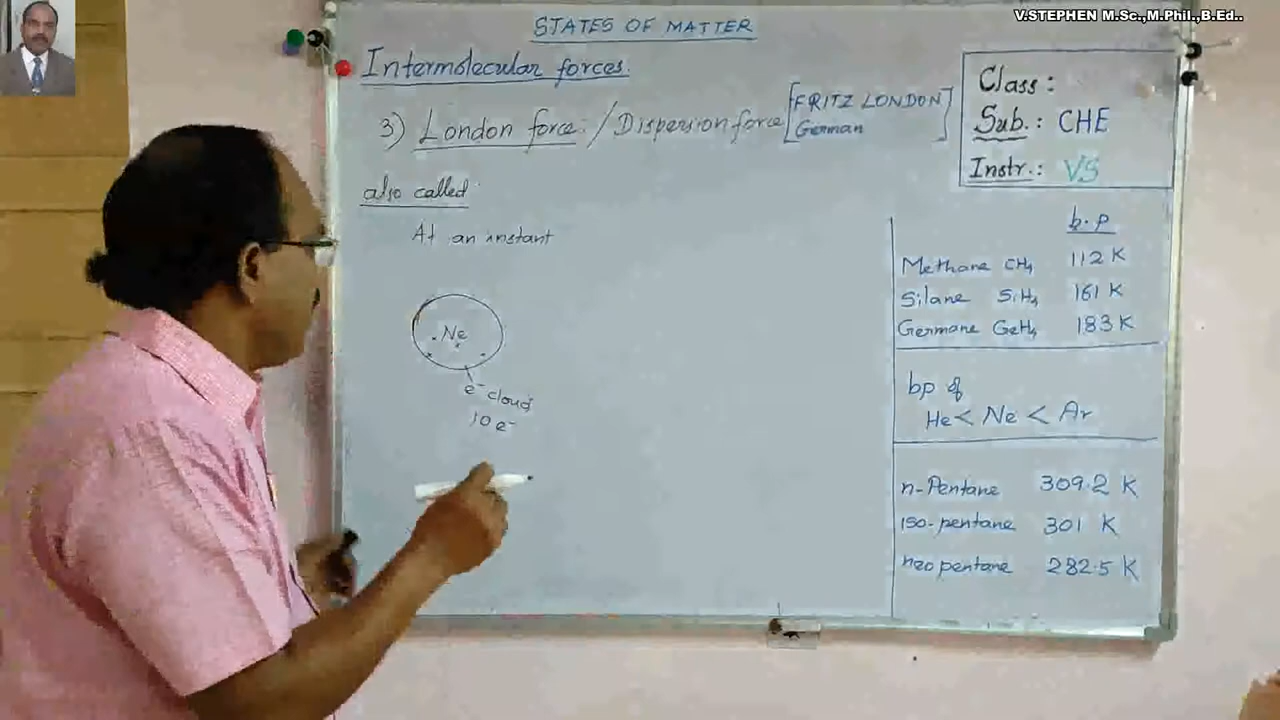 V.STEPHEN M.Sc.,M.Phil.,B.Ed..
STATES OF MATTER
Intermolecular forces.
3) London force / Dispersion force [FRITZ LONDON
German]
also called
At an instant
Ne
e⁻ cloud
10 e⁻
Class :
Sub. : CHE
Instr. : VS
b.p
Methane CH₄ 112 K
Silane SiH₄ 161 K
Germane GeH₄ 183 K
bp of
He < Ne < Ar
n-Pentane 309.2 K
Iso-pentane 301 K
neopentane 282.5 K